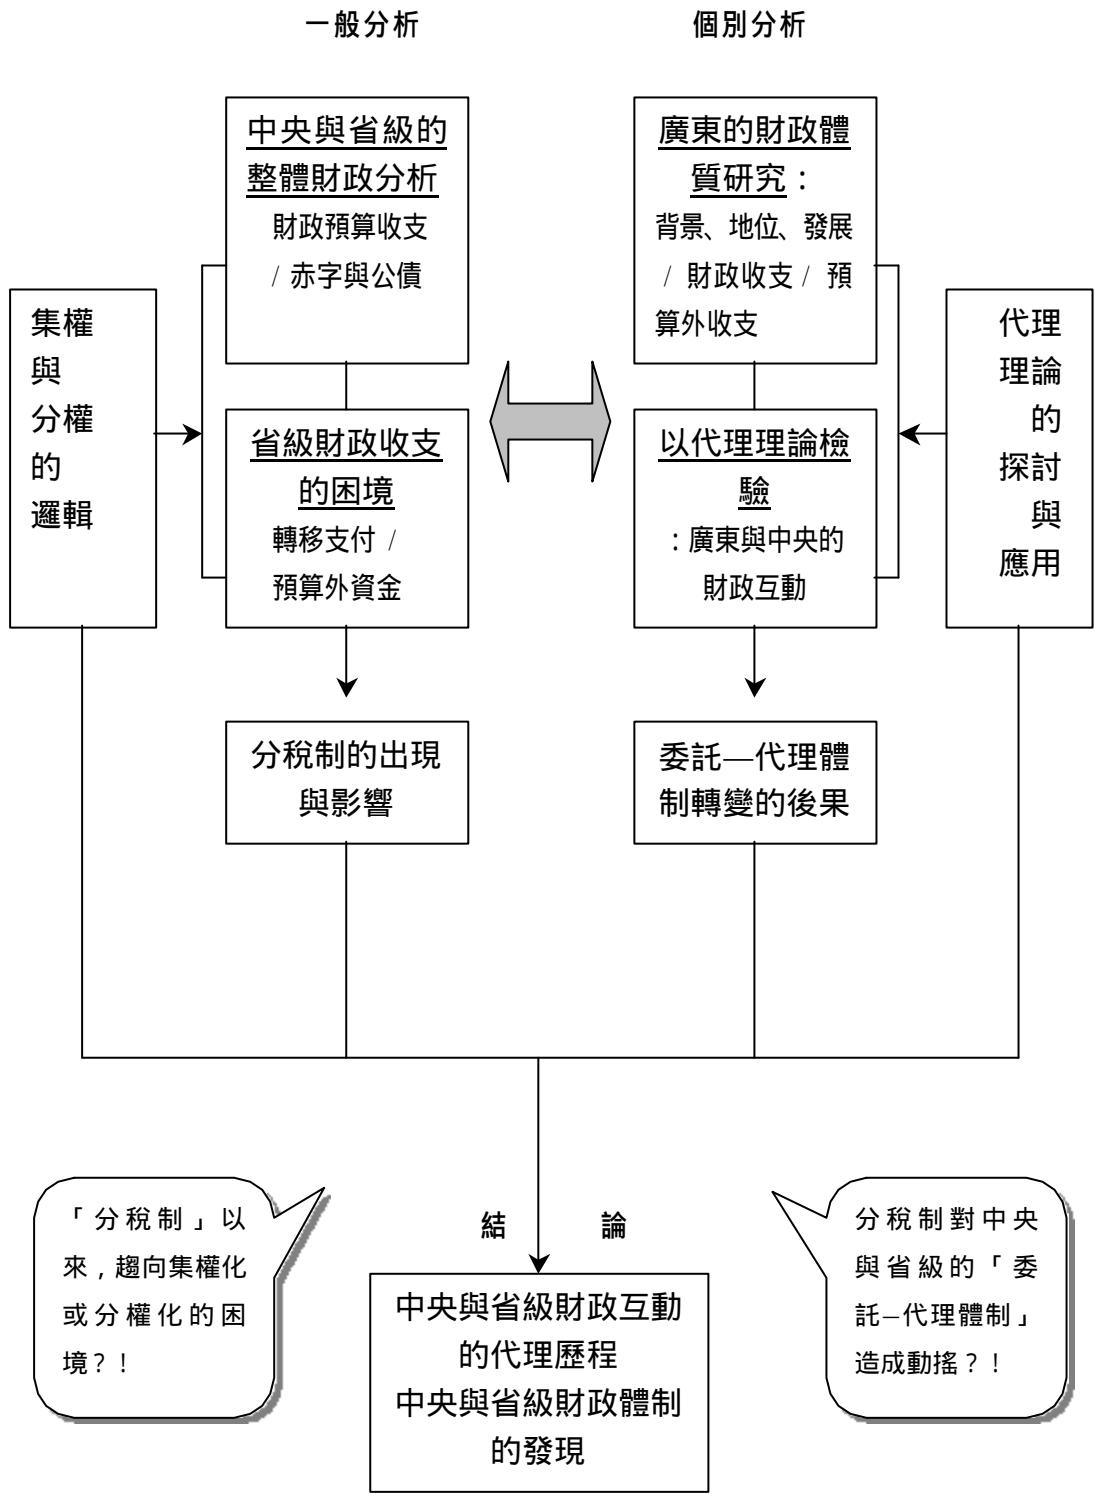 一般分析
個別分析
中央與省級的
整體財政分析
財政預算收支
/ 赤字與公債
廣東的財政體
質研究：
背景、地位、發展
/ 財政收支 / 預
算外收支
集權
與
分權
的
邏輯
省級財政收支
的困境
轉移支付 /
預算外資金
以代理理論檢
驗
：廣東與中央的
財政互動
代理
理論
的
探討
與
應用
分稅制的出現
與影響
委託—代理體
制轉變的後果
「分稅制」以
來，趨向集權化
或分權化的困
境？！
結 論
分稅制對中央
與省級的「委
託–代理體制」
造成動搖？！
中央與省級財政互動
的代理歷程
中央與省級財政體制
的發現